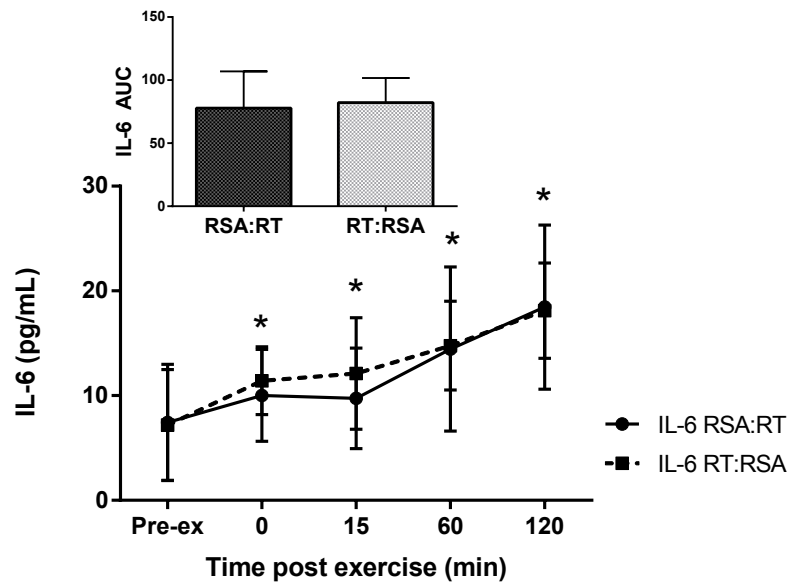 150
100
50
0
IL-6 AUC
RSA:RT
RT:RSA
30
20
10
0
IL-6 (pg/mL)
*
*
*
*
Pre-ex
0
15
60
120
Time post exercise (min)
IL-6 RSA:RT
IL-6 RT:RSA